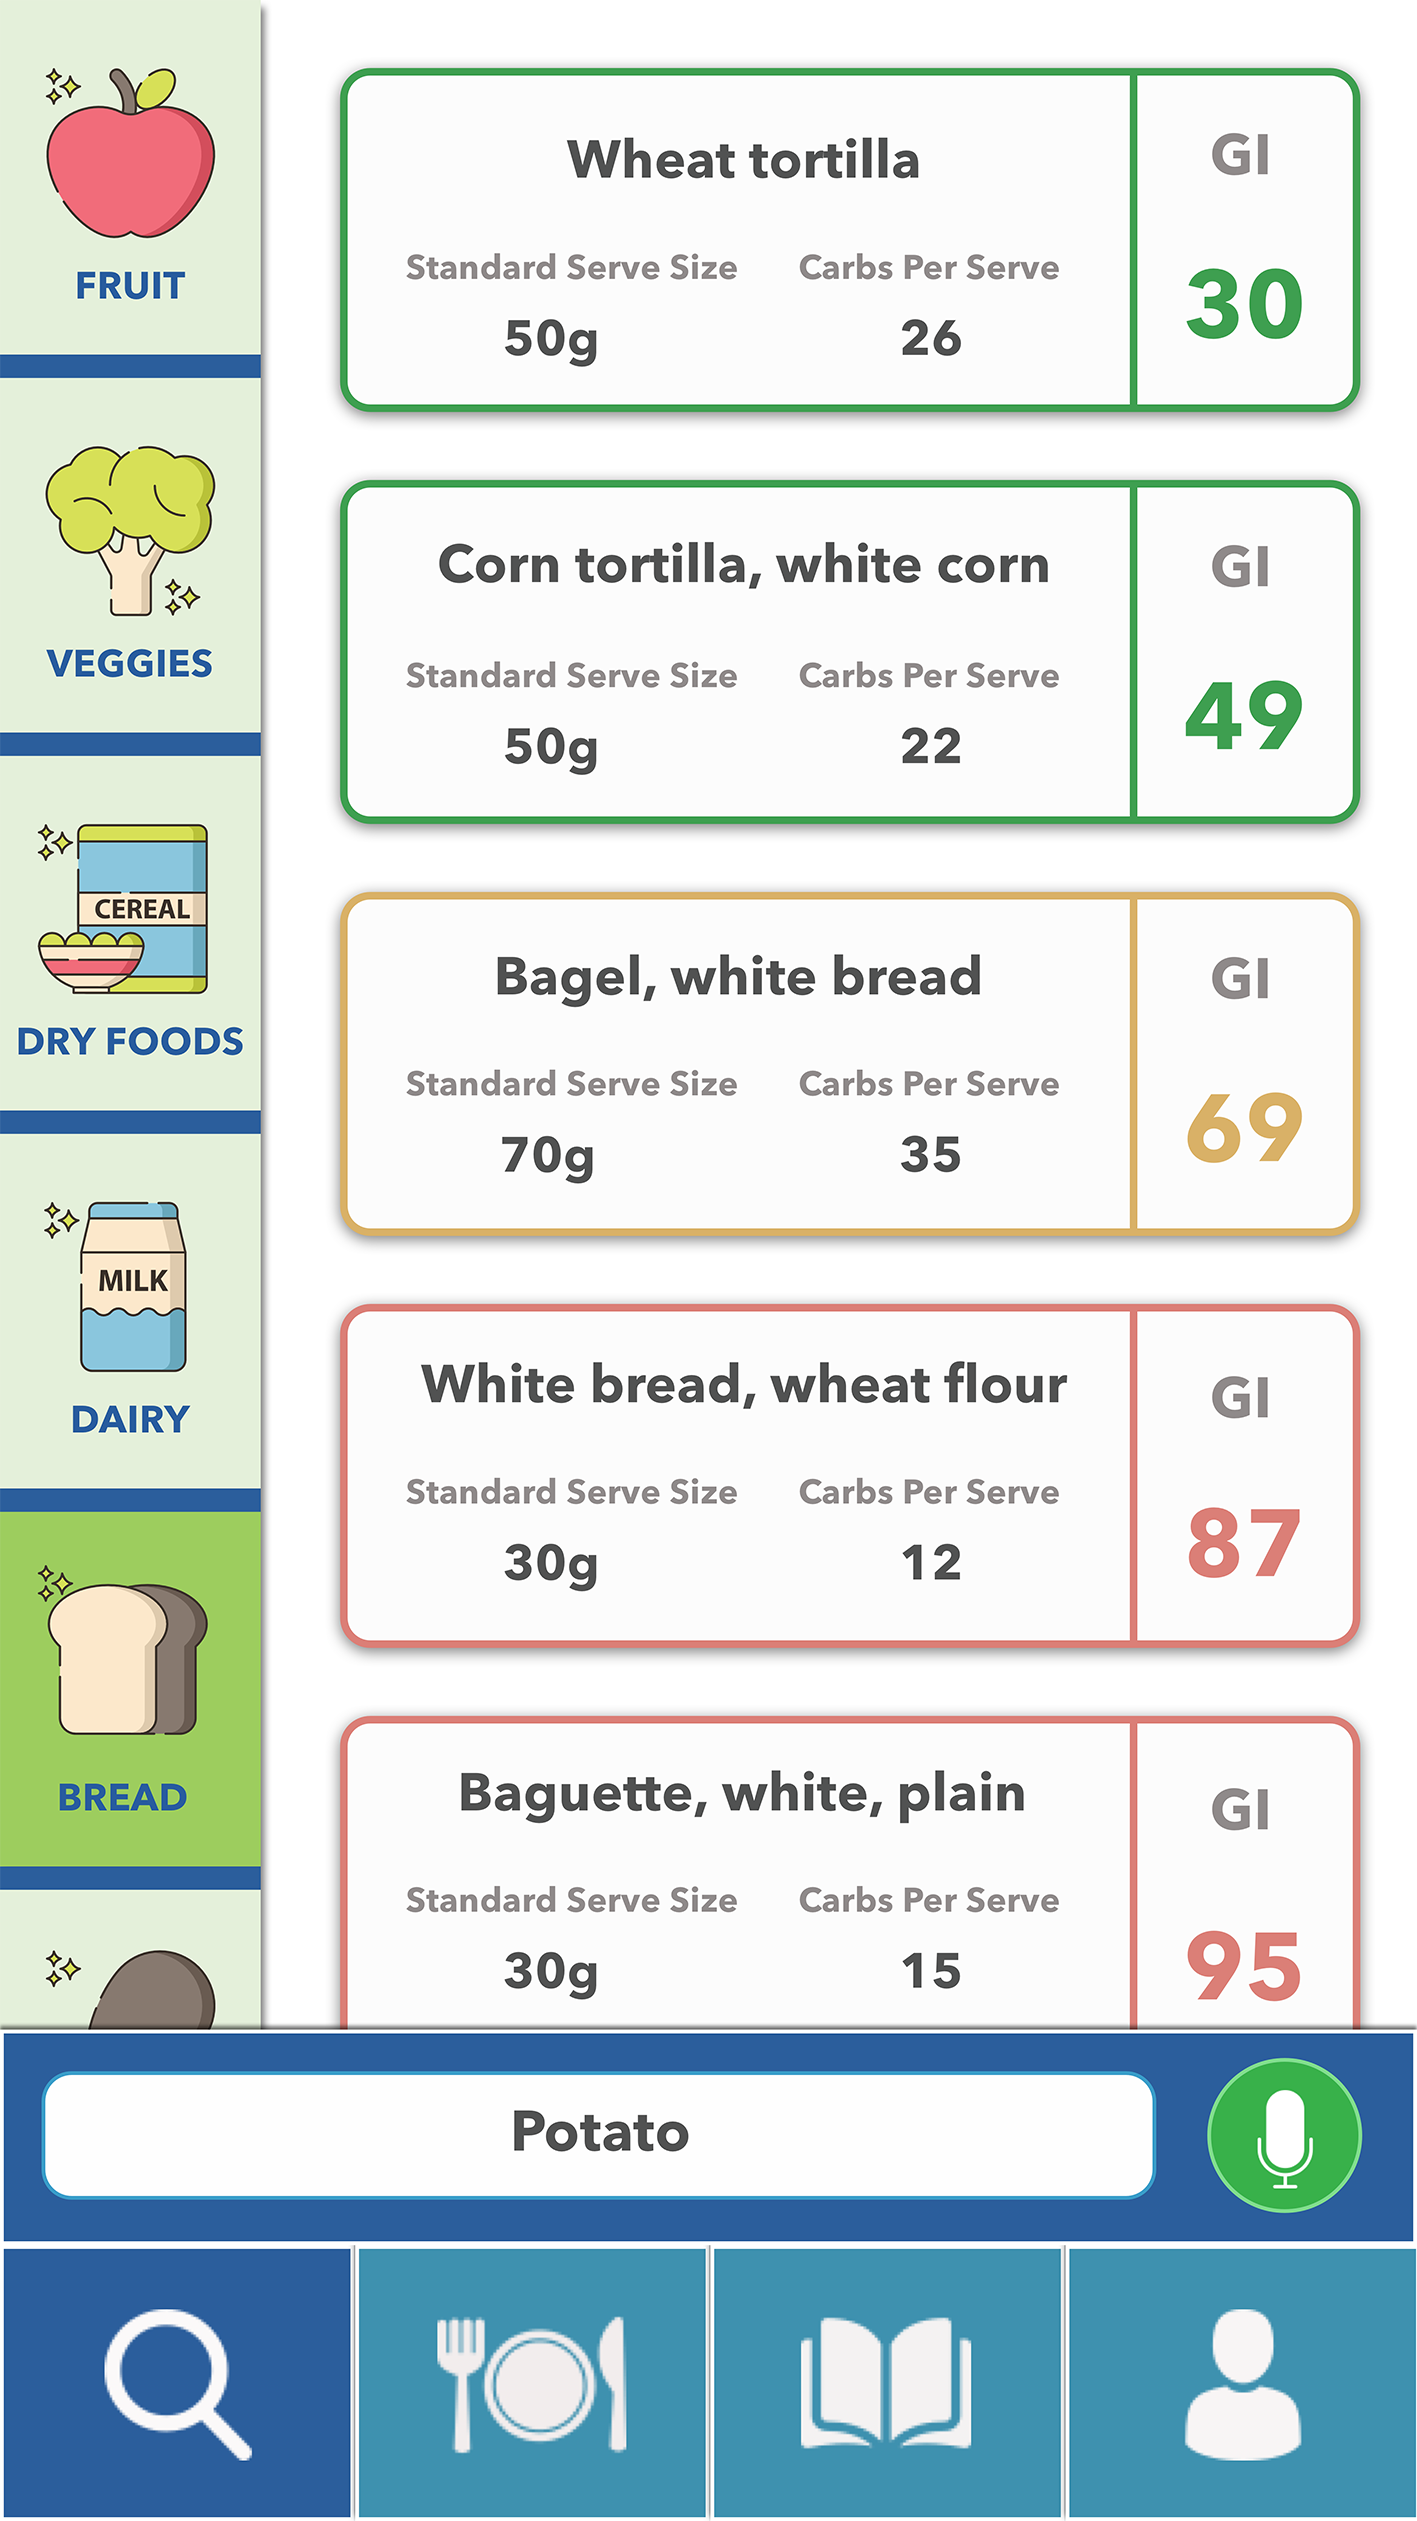 FRUIT
VEGGIES
CEREAL
DRY FOODS
MILK
DAIRY
BREAD
Wheat tortilla
Standard Serve Size Carbs Per Serve
50g 26
GI
30
Corn tortilla, white corn
Standard Serve Size Carbs Per Serve
50g 22
GI
49
Bagel, white bread
Standard Serve Size Carbs Per Serve
70g 35
GI
69
White bread, wheat flour
Standard Serve Size Carbs Per Serve
30g 12
GI
87
Baguette, white, plain
Standard Serve Size Carbs Per Serve
30g 15
GI
95
Potato